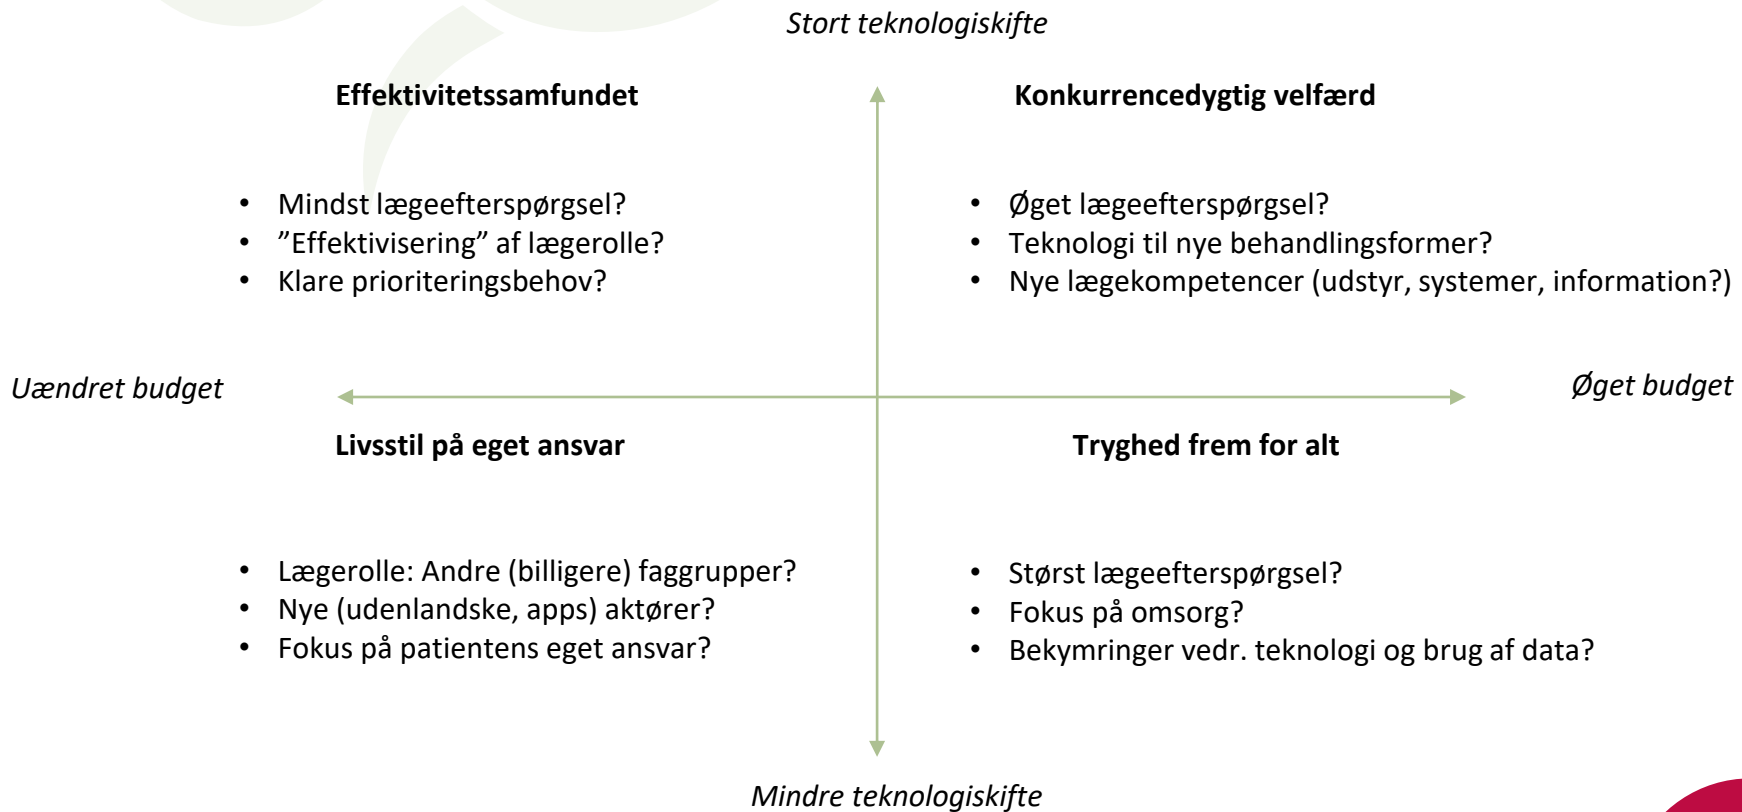 Stort teknologiskifte
Effektivitetssamfundet
• Mindst lægeefterspørgsel?
• ”Effektivisering” af lægerolle?
• Klare prioriteringsbehov?
Konkurrencedygtig velfærd
• Øget lægeefterspørgsel?
• Teknologi til nye behandlingsformer?
• Nye lægekompetencer (udstyr, systemer, information?)
Uændret budget
Øget budget
Livsstil på eget ansvar
• Lægerolle: Andre (billigere) faggrupper?
• Nye (udenlandske, apps) aktører?
• Fokus på patientens eget ansvar?
Tryghed frem for alt
• Størst lægeefterspørgsel?
• Fokus på omsorg?
• Bekymringer vedr. teknologi og brug af data?
Mindre teknologiskifte